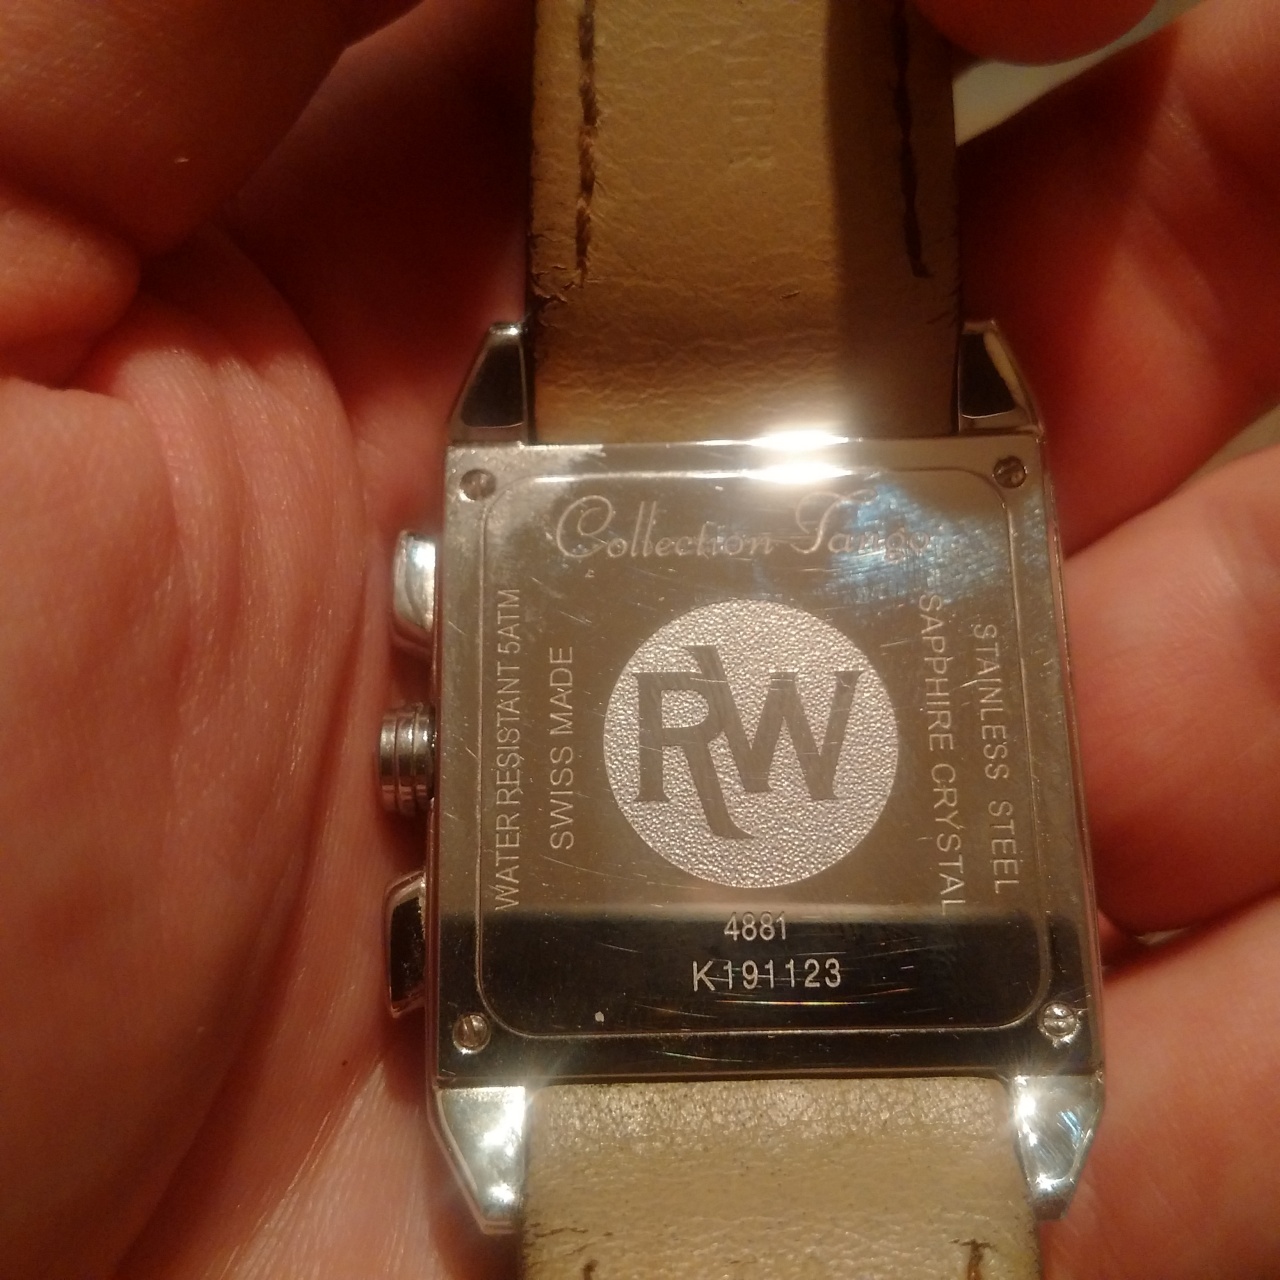 Collection Tango
WATER RESISTANT 5ATM
SWISS MADE
RW
SAPPHIRE CRYSTAL
STAINLESS STEEL
4881
K191123